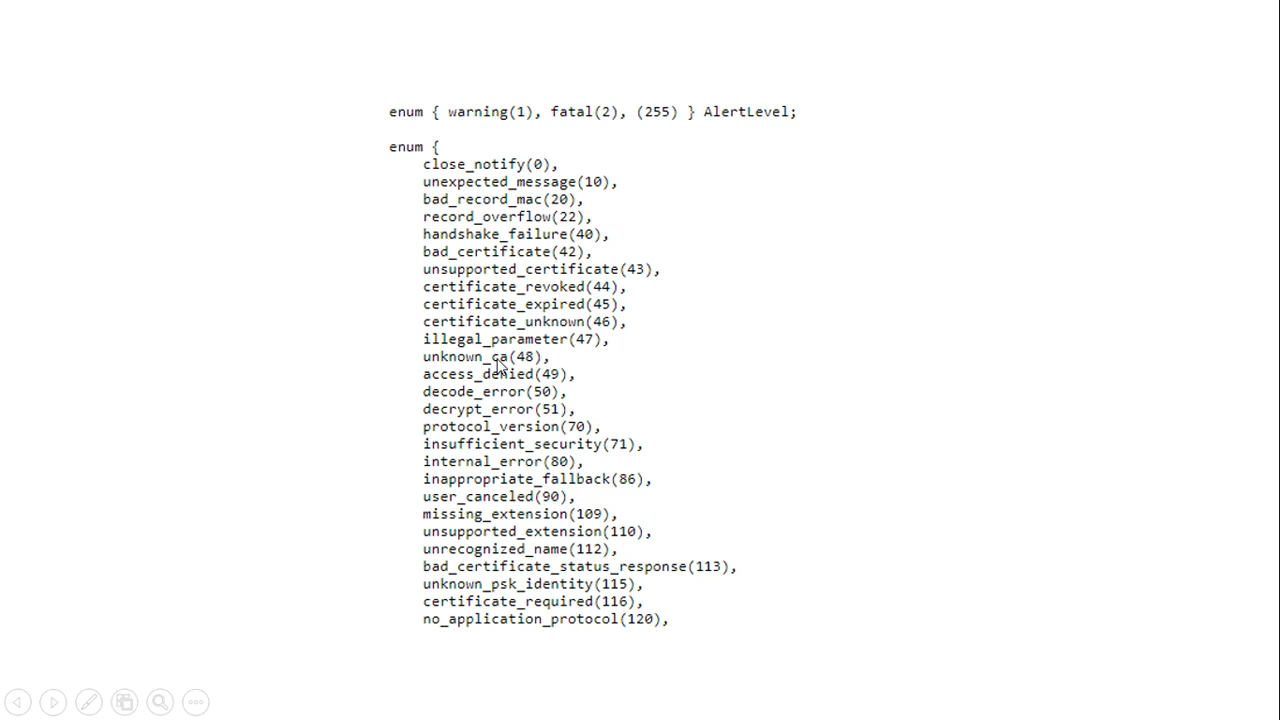 enum { warning(1), fatal(2), (255) } AlertLevel;
enum {
close_notify(0),
unexpected_message(10),
bad_record_mac(20),
record_overflow(22),
handshake_failure(40),
bad_certificate(42),
unsupported_certificate(43),
certificate_revoked(44),
certificate_expired(45),
certificate_unknown(46),
illegal_parameter(47),
unknown_ca(48),
access_denied(49),
decode_error(50),
decrypt_error(51),
protocol_version(70),
insufficient_security(71),
internal_error(80),
inappropriate_fallback(86),
user_canceled(90),
missing_extension(109),
unsupported_extension(110),
unrecognized_name(112),
bad_certificate_status_response(113),
unknown_psk_identity(115),
certificate_required(116),
no_application_protocol(120),